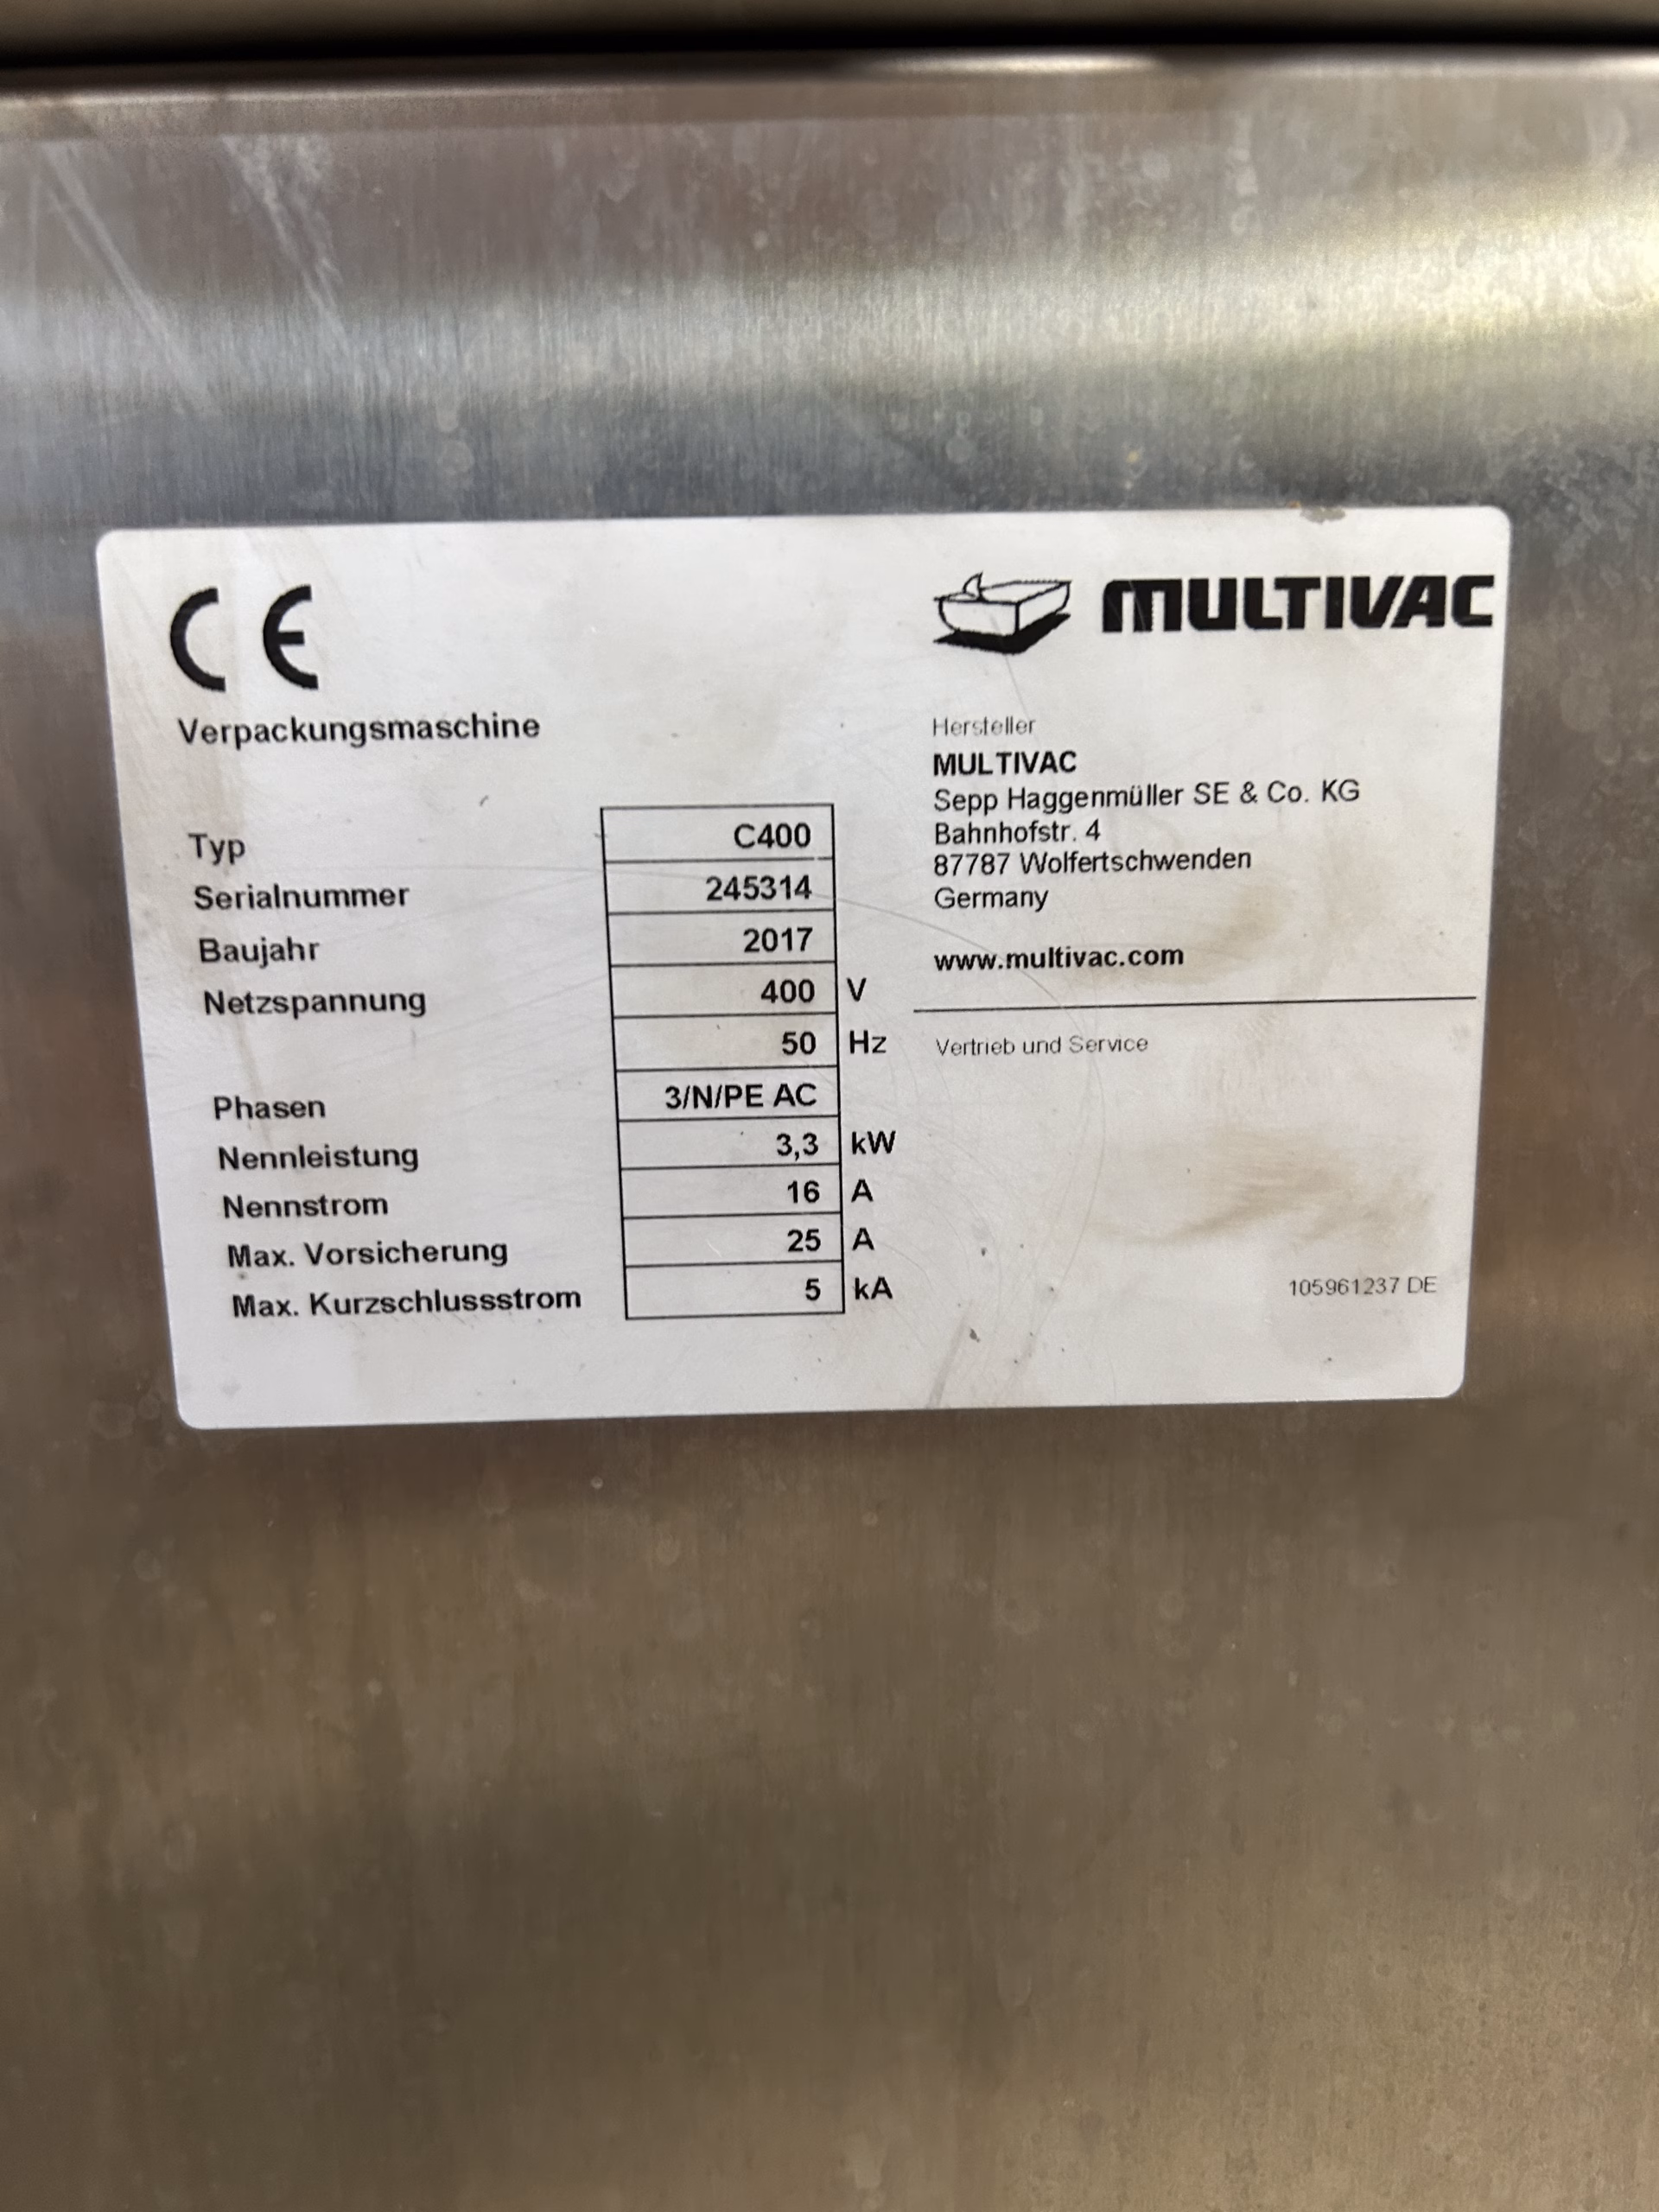 CE
MULTIVAC
Verpackungsmaschine
Typ C400
Serialnummer 245314
Baujahr 2017
Netzspannung 400 V
50 Hz
Phasen 3/N/PE AC
Nennleistung 3,3 kW
Nennstrom 16 A
Max. Vorsicherung 25 A
Max. Kurzschlussstrom 5 kA
Hersteller
MULTIVAC
Sepp Haggenmüller SE & Co. KG
Bahnhofstr. 4
87787 Wolfertschwenden
Germany
www.multivac.com
Vertrieb und Service
105961237 DE